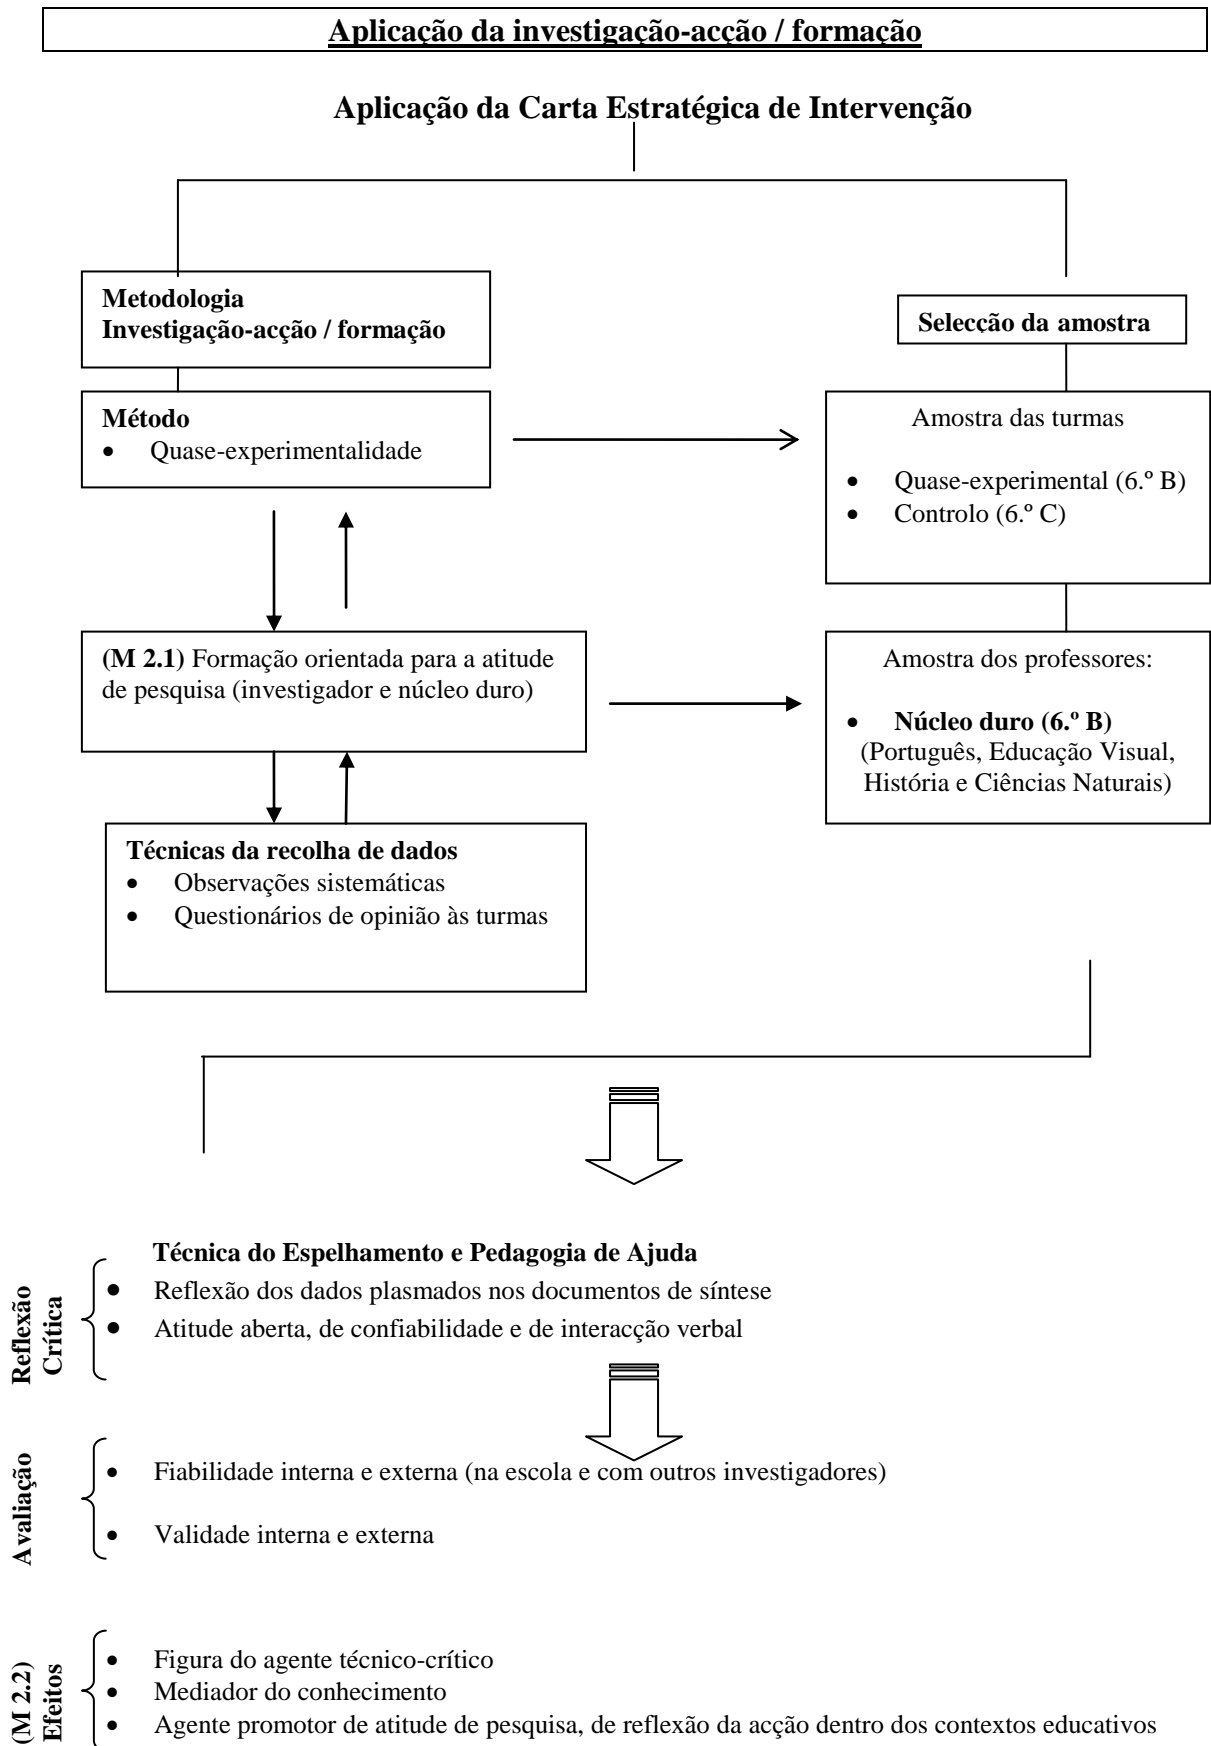 Aplicação da investigação-acção / formação
Aplicação da Carta Estratégica de Intervenção
Metodologia
Investigação-acção / formação
Selecção da amostra
Método
• Quase-experimentalidade
Amostra das turmas
• Quase-experimental (6.º B)
• Controlo (6.º C)
(M 2.1) Formação orientada para a atitude
de pesquisa (investigador e núcleo duro)
Amostra dos professores:
• Núcleo duro (6.º B)
(Português, Educação Visual,
História e Ciências Naturais)
Técnicas da recolha de dados
• Observações sistemáticas
• Questionários de opinião às turmas
Reflexão
Crítica
Técnica do Espelhamento e Pedagogia de Ajuda
• Reflexão dos dados plasmados nos documentos de síntese
• Atitude aberta, de confiabilidade e de interacção verbal
Avaliação
• Fiabilidade interna e externa (na escola e com outros investigadores)
• Validade interna e externa
(M 2.2)
Efeitos
• Figura do agente técnico-crítico
• Mediador do conhecimento
• Agente promotor de atitude de pesquisa, de reflexão da acção dentro dos contextos educativos